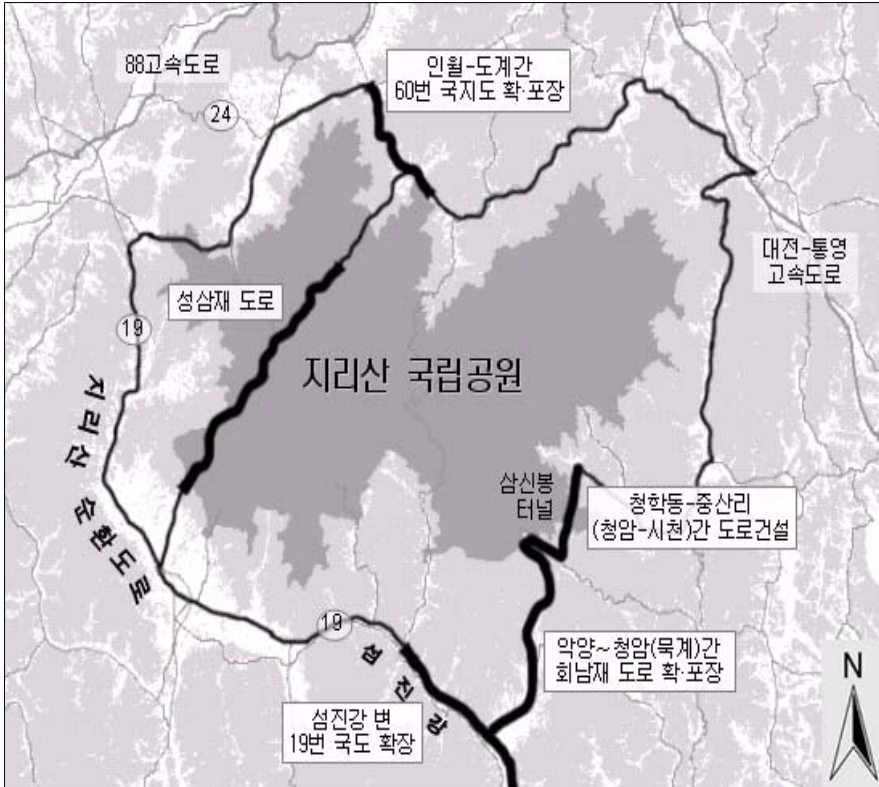 88고속도로
인월-도계간
60번 국지도 확·포장
24
대전-통영
고속도로
성삼재 도로
19
지리산 국립공원
지리산 순환도로
삼신봉
터널
청학동-중산리
(청암-시천)간 도로건설
19
섬진강
악양~청암(묵계)간
회남재 도로 확·포장
섬진강 변
19번 국도 확장
N